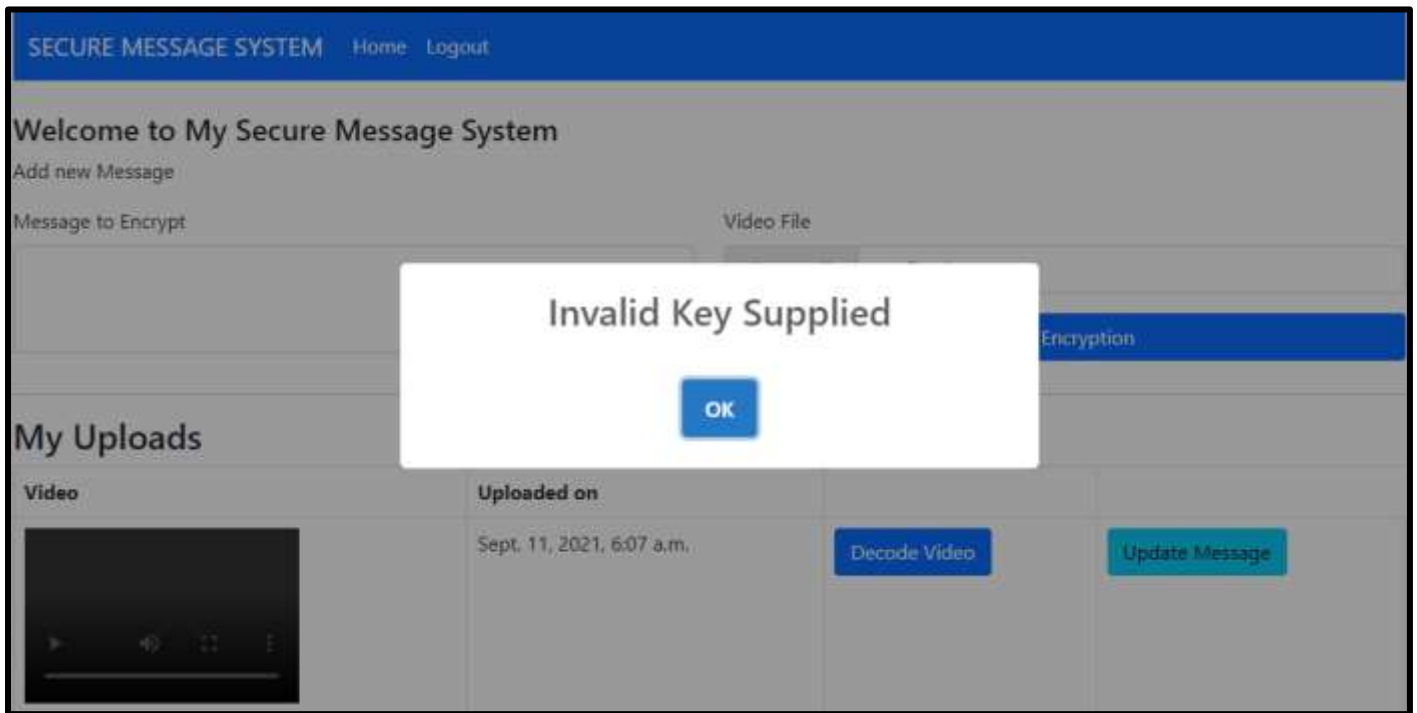 SECURE MESSAGE SYSTEM Home Logout
Welcome to My Secure Message System
Add new Message
Message to Encrypt
Video File
Invalid Key Supplied
Encryption
OK
My Uploads
Video Uploaded on
Sept. 11, 2021, 6:07 a.m. Decode Video Update Message